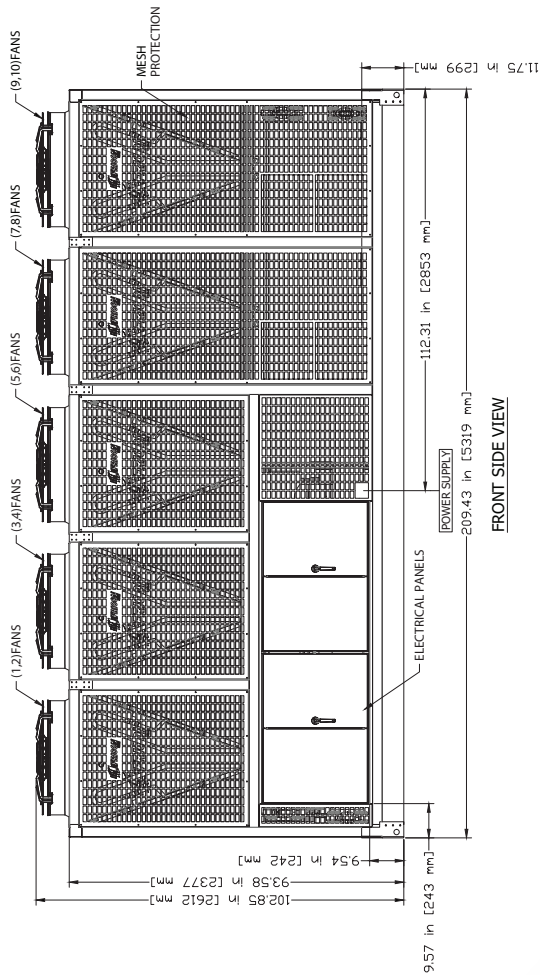 (1,2)FANS
(3,4)FANS
(5,6)FANS
(7,8)FANS
(9,10)FANS
MESH
PROTECTION
102.85 in [2612 mm]
93.58 in [2377 mm]
9.54 in [242 mm]
9.57 in [243 mm]
11.75 in [299 mm]
112.31 in [2853 mm]
POWER SUPPLY
209.43 in [5319 mm]
ELECTRICAL PANELS
FRONT SIDE VIEW